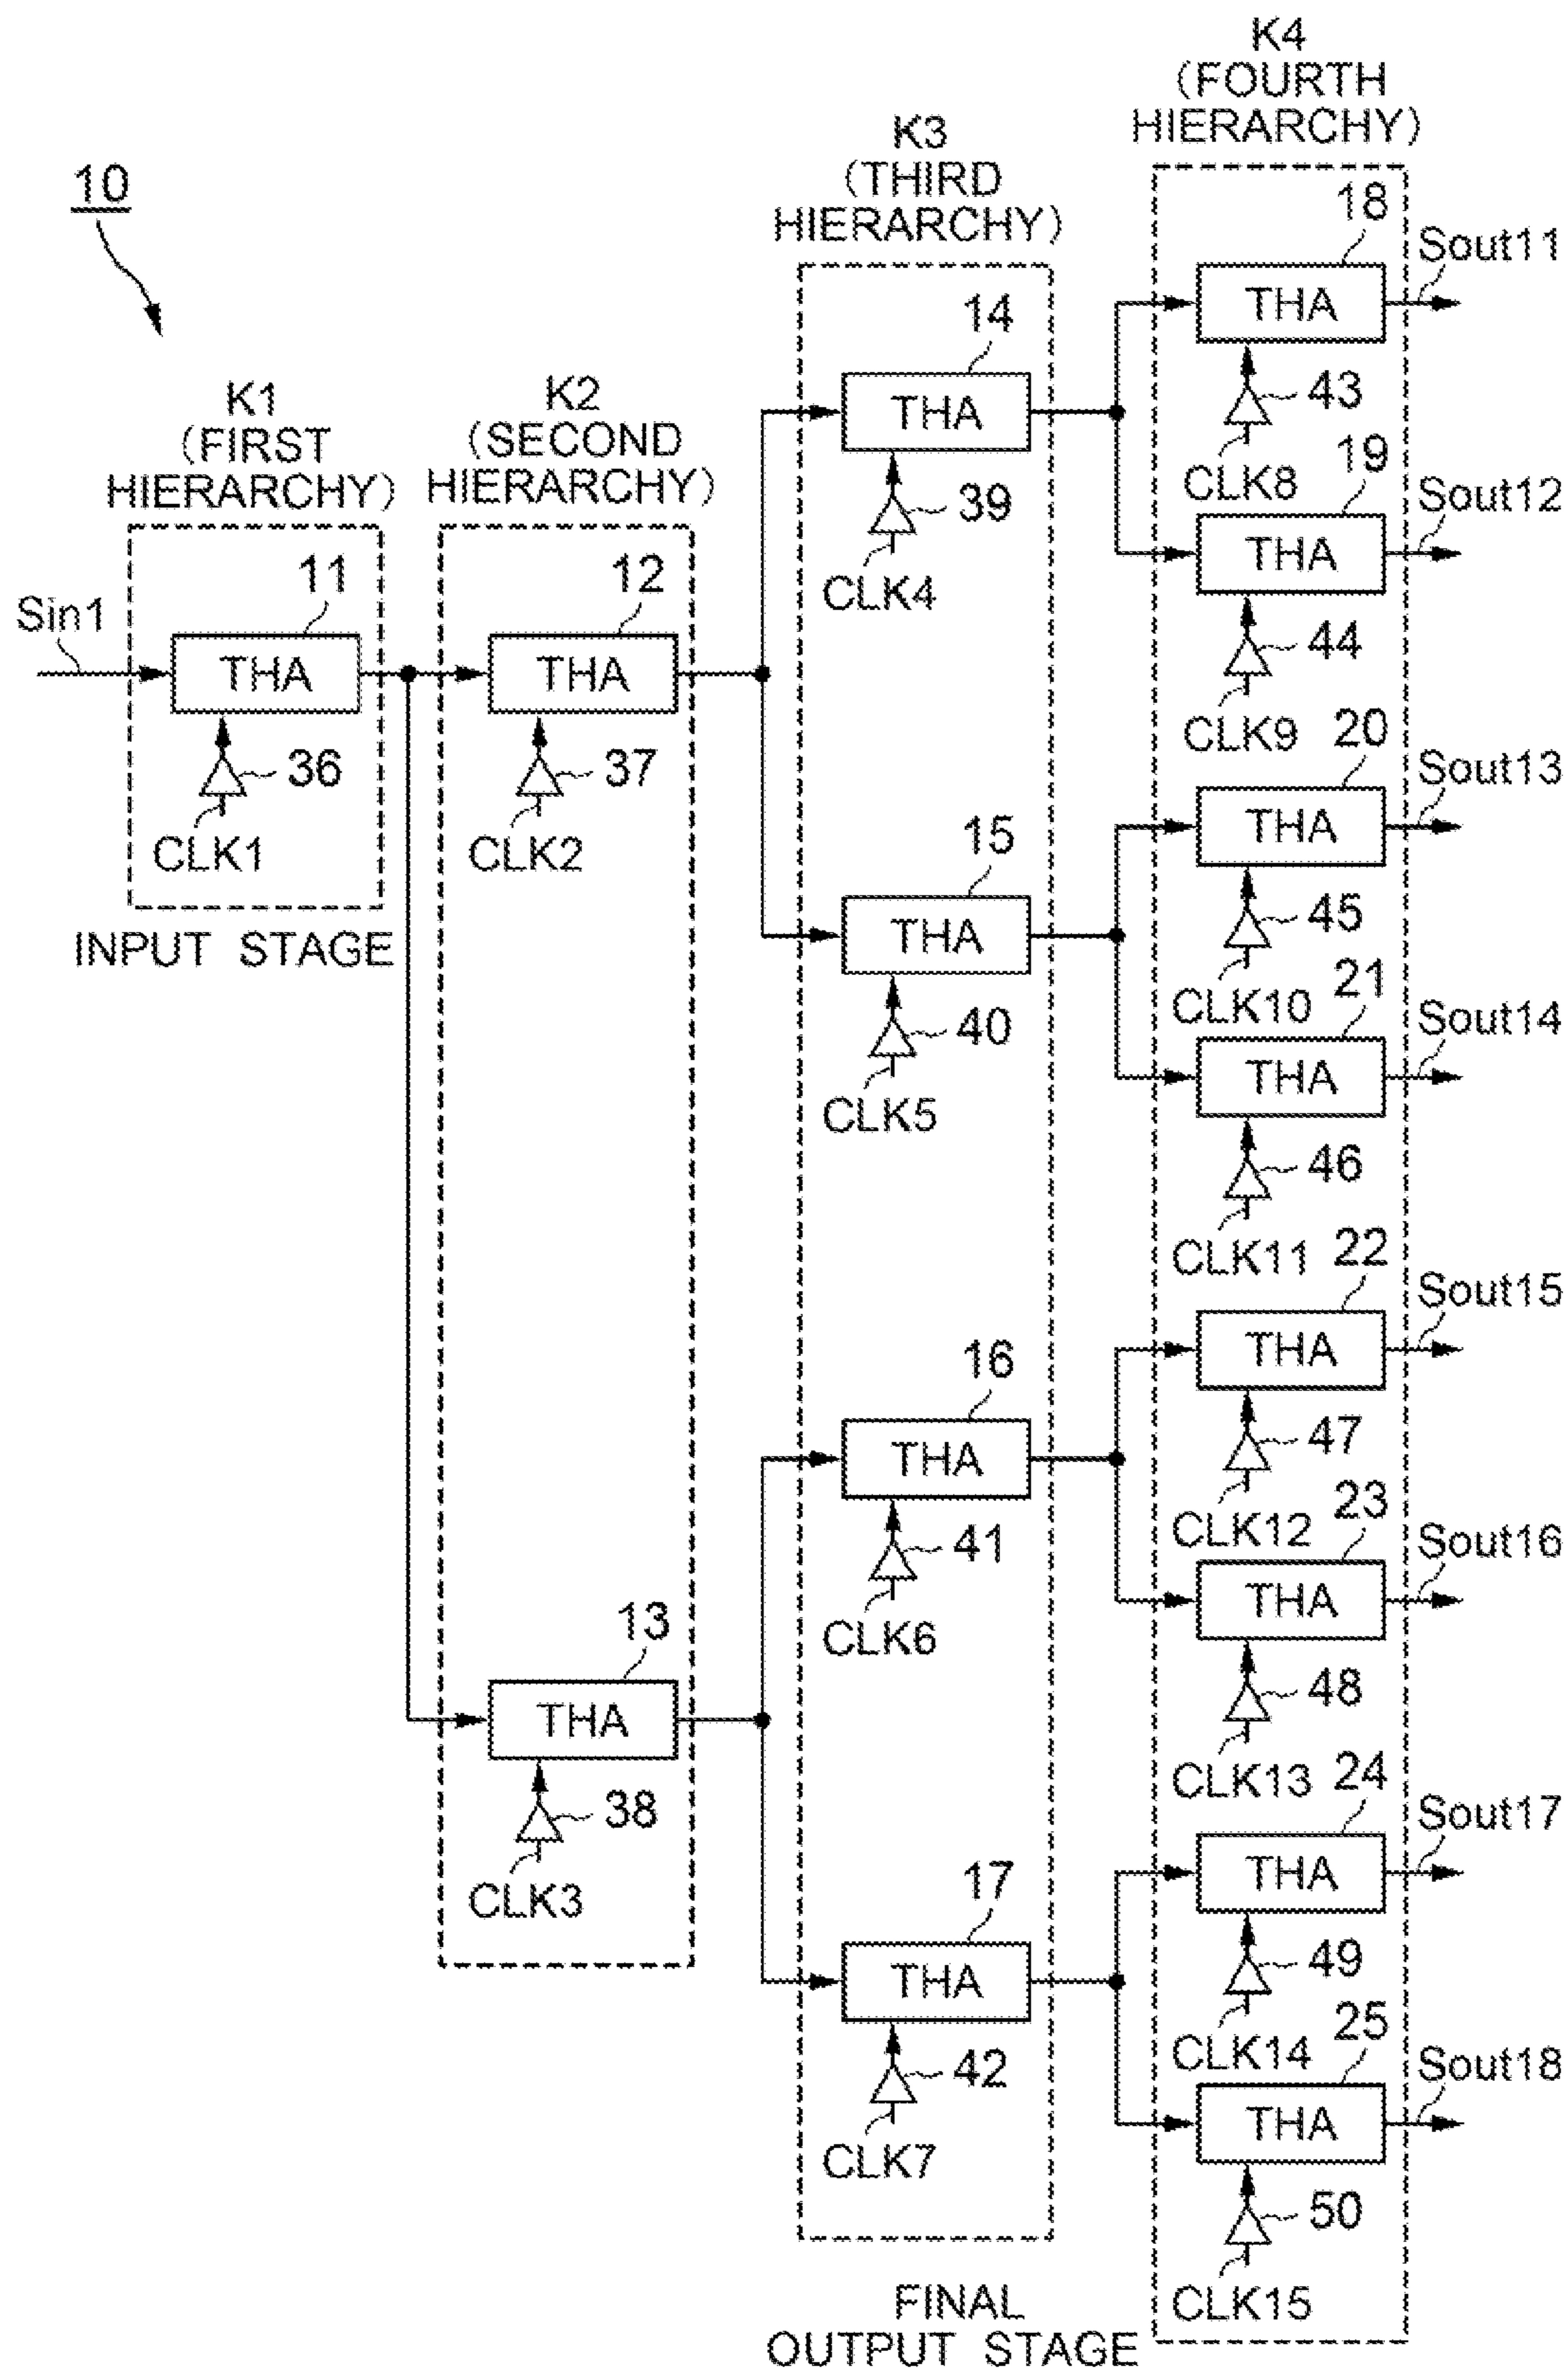 K4
(FOURTH
HIERARCHY)
K3
(THIRD
HIERARCHY)
10
18
Sout11
THA
14
THA
43
CLK8
K1
(FIRST
HIERARCHY)
K2
(SECOND
HIERARCHY)
39
CLK4
19
Sout12
THA
Sin1
11
THA
12
THA
44
CLK9
36
CLK1
37
CLK2
20
Sout13
THA
15
THA
INPUT STAGE
45
CLK10
40
CLK5
21
Sout14
THA
46
CLK11
22
Sout15
THA
16
THA
47
CLK12
41
CLK6
23
Sout16
THA
13
THA
48
CLK13
38
CLK3
24
Sout17
THA
17
THA
49
CLK14
42
CLK7
25
Sout18
THA
50
CLK15
FINAL
OUTPUT STAGE